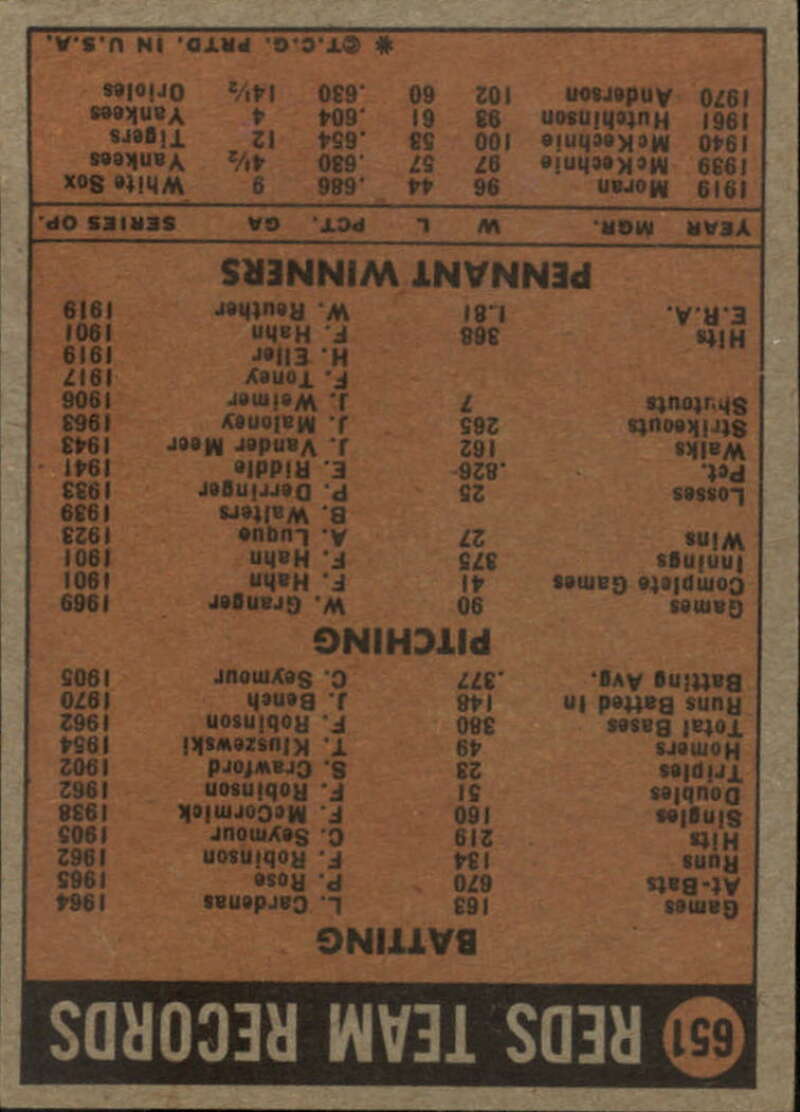 651 REDS TEAM RECORDS
BATTING
Games 163 L. Cardenas 1964
At-Bats 670 P. Rose 1965
Runs 134 F. Robinson 1962
Hits 219 C. Seymour 1905
Singles 160 F. McCormick 1938
Doubles 51 F. Robinson 1962
Triples 23 S. Crawford 1902
Homers 49 T. Kluszewski 1954
Total Bases 380 F. Robinson 1962
Runs Batted In 148 J. Bench 1970
Batting Avg. .377 C. Seymour 1905
PITCHING
Games 90 W. Granger 1969
Complete Games 41 F. Hahn 1901
Innings 375 F. Hahn 1901
Wins 27 A. Luque 1923
B. Walters 1939
Losses 25 P. Derringer 1933
Pct. .826 E. Riddle 1941
Walks 162 J. Vander Meer 1943
Strikeouts 265 J. Maloney 1963
Shutouts 7 J. Weimer 1906
F. Toney 1917
H. Eller 1919
Hits 368 F. Hahn 1901
E.R.A. 1.81 W. Reuther 1919
PENNANT WINNERS
YEAR MGR. W L PCT. GA SERIES OP.
1919 Moran 96 44 .686 9 White Sox
1939 McKechnie 97 57 .630 4½ Yankees
1940 McKechnie 100 53 .654 12 Tigers
1961 Hutchinson 93 61 .604 4 Yankees
1970 Anderson 102 60 .630 14½ Orioles
* ©T.C.G. PRTD. IN U.S.A.